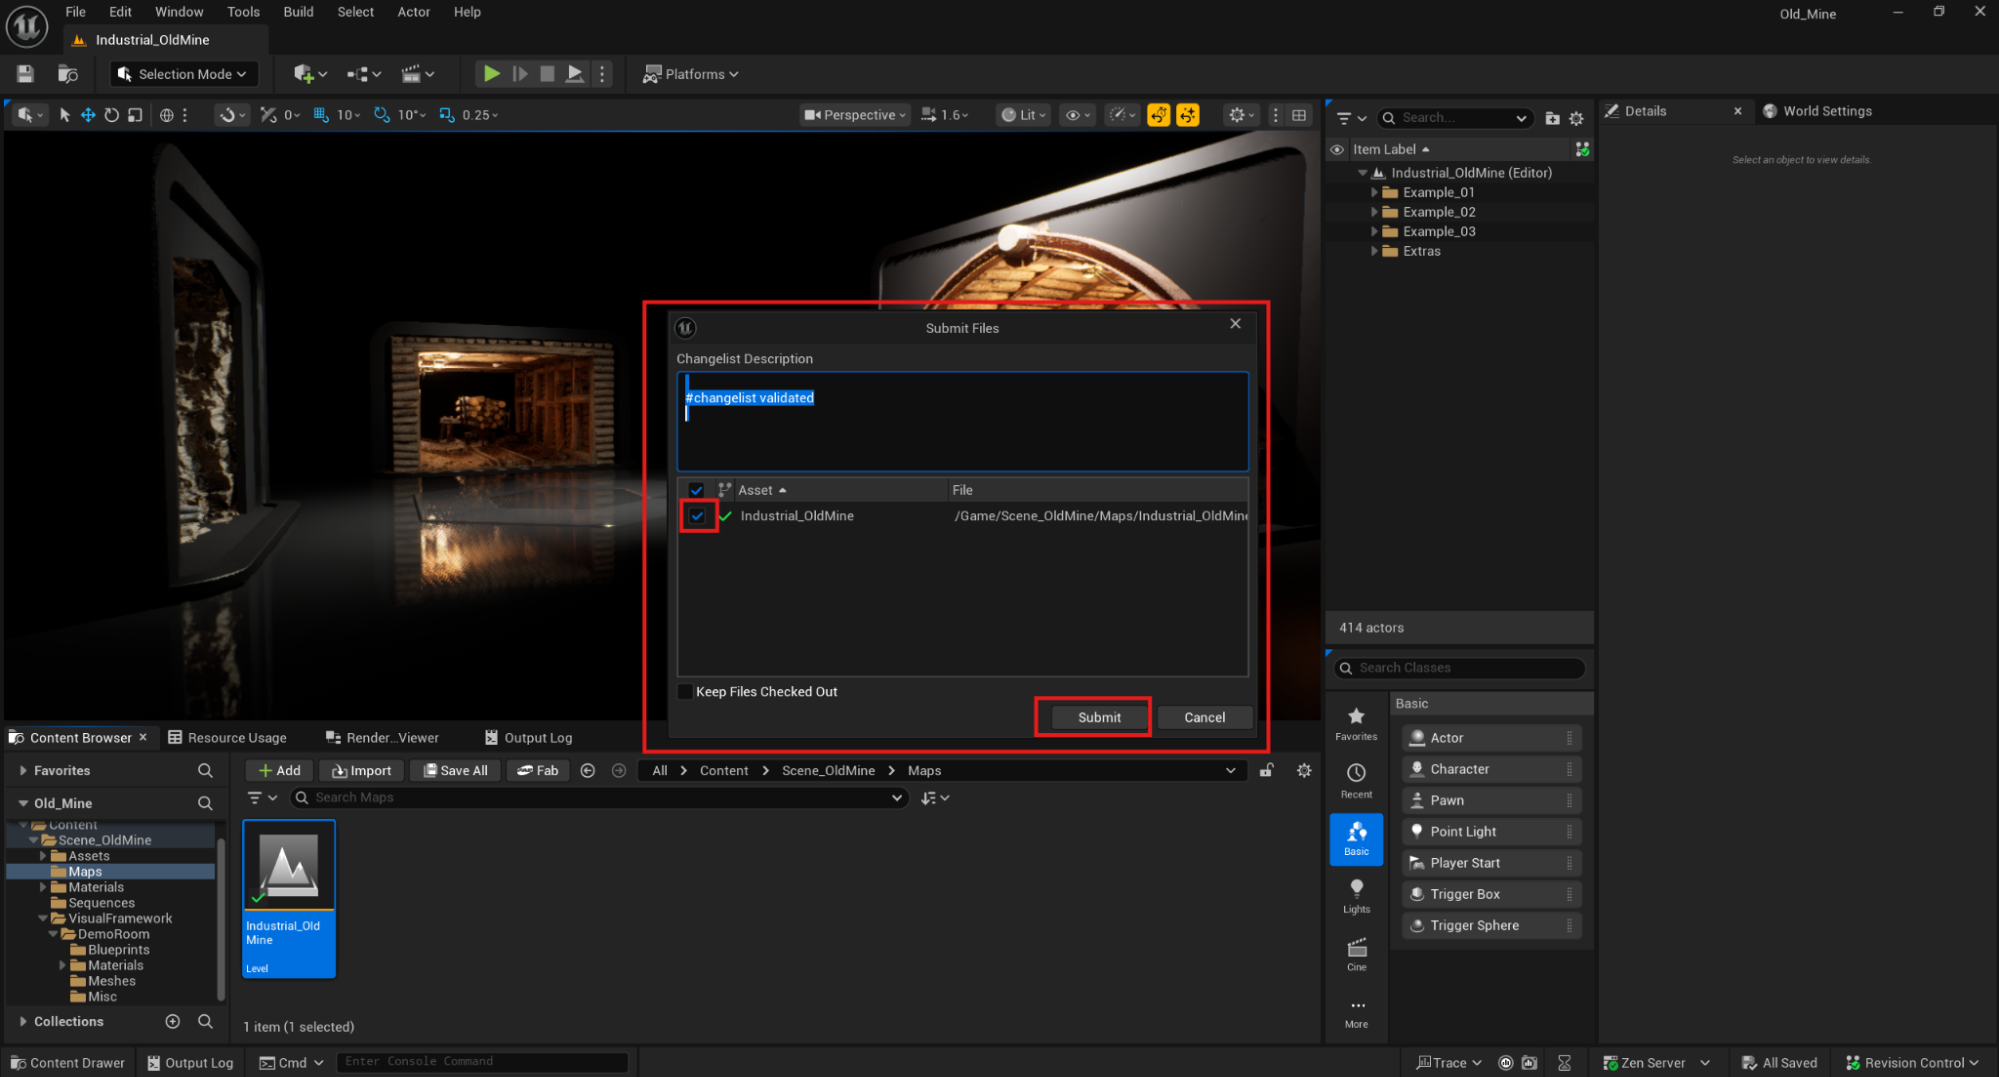 File Edit Window Tools Build Select Actor Help
Old_Mine
Industrial_OldMine
Selection Mode
Platforms
0 10 10° 0.25
Perspective 1.6 Lit
Search...
Item Label
Industrial_OldMine (Editor)
Example_01
Example_02
Example_03
Extras
414 actors
Details World Settings
Select an object to view details.
Submit Files
Changelist Description
#changelist validated
Asset File
Industrial_OldMine /Game/Scene_OldMine/Maps/Industrial_OldMine
Keep Files Checked Out
Submit Cancel
Search Classes
Favorites
Recent
Basic
Lights
Cine
More
Basic
Actor
Character
Pawn
Point Light
Player Start
Trigger Box
Trigger Sphere
Content Browser Resource Usage Render...Viewer Output Log
Favorites
Old_Mine
Content
Scene_OldMine
Assets
Maps
Materials
Sequences
VisualFramework
DemoRoom
Blueprints
Materials
Meshes
Misc
Collections
Add Import Save All Fab All Content Scene_OldMine Maps
Search Maps
Industrial_Old
Mine
Level
1 item (1 selected)
Content Drawer Output Log Cmd Enter Console Command
Trace Zen Server All Saved Revision Control